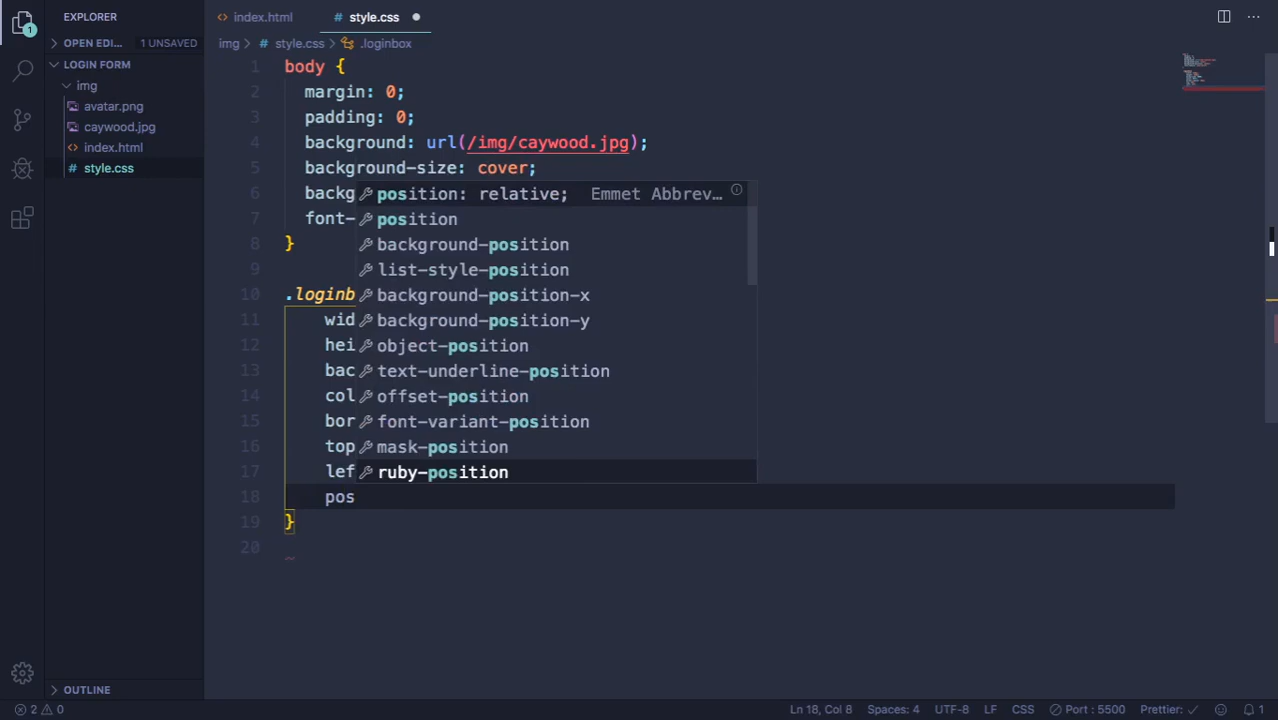 EXPLORER
index.html
style.css
1
OPEN EDI... 1 UNSAVED
img > # style.css > .loginbox
LOGIN FORM
img
avatar.png
caywood.jpg
index.html
# style.css
1 body {
2 margin: 0;
3 padding: 0;
4 background: url(/img/caywood.jpg);
5 background-size: cover;
6 backg
7 font-
8 }
9
10 .loginb
11 wid
12 hei
13 bac
14 col
15 bor
16 top
17 lef
18 pos
19 }
20
~
position: relative; Emmet Abbrev...
position
background-position
list-style-position
background-position-x
background-position-y
object-position
text-underline-position
offset-position
font-variant-position
mask-position
ruby-position
OUTLINE
2 0
Ln 18, Col 8 Spaces: 4 UTF-8 LF CSS Port : 5500 Prettier: ✓ 1